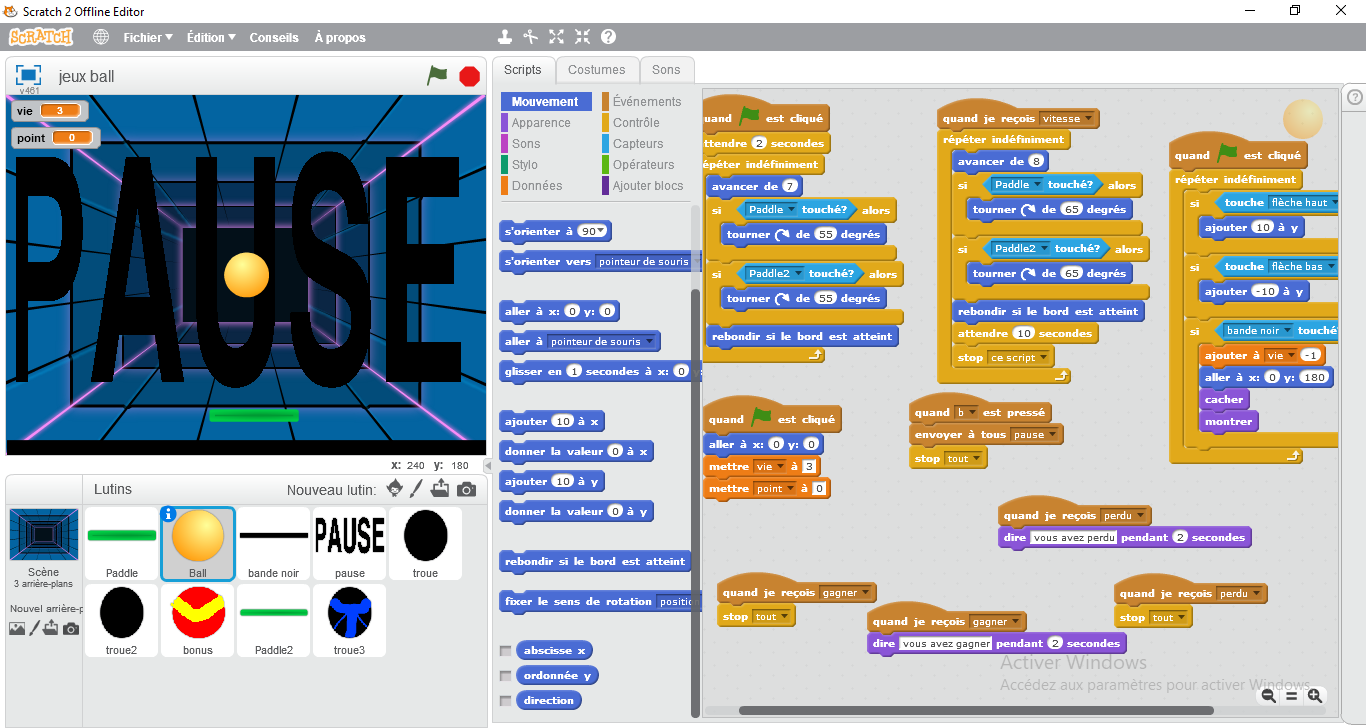 Scratch 2 Offline Editor
SCRATCH Fichier Édition Conseils À propos
v461
jeux ball
vie 3
point 0
PAUSE
x: 240 y: 180
Lutins
Nouveau lutin:
Scène
3 arrière-plans
Nouvel arrière-p
Paddle
Ball
bande noir
PAUSE
pause
troue
troue2
bonus
Paddle2
troue3
Scripts Costumes Sons
Mouvement Événements
Apparence Contrôle
Sons Capteurs
Stylo Opérateurs
Données Ajouter blocs
s'orienter à 90
s'orienter vers pointeur de souris
aller à x: 0 y: 0
aller à pointeur de souris
glisser en 1 secondes à x: 0 y:
ajouter 10 à x
donner la valeur 0 à x
ajouter 10 à y
donner la valeur 0 à y
rebondir si le bord est atteint
fixer le sens de rotation position
abscisse x
ordonnée y
direction
uand est cliqué
ttendre 2 secondes
épéter indéfiniment
avancer de 7
si Paddle touché? alors
tourner de 55 degrés
si Paddle2 touché? alors
tourner de 55 degrés
rebondir si le bord est atteint
quand est cliqué
aller à x: 0 y: 0
mettre vie à 3
mettre point à 0
quand je reçois vitesse
répéter indéfiniment
avancer de 8
si Paddle touché? alors
tourner de 65 degrés
si Paddle2 touché? alors
tourner de 65 degrés
rebondir si le bord est atteint
attendre 10 secondes
stop ce script
quand b est pressé
envoyer à tous pause
stop tout
quand est cliqué
répéter indéfiniment
si touche flèche haut
ajouter 10 à y
si touche flèche bas
ajouter -10 à y
si bande noir touché?
ajouter à vie -1
aller à x: 0 y: 180
cacher
montrer
quand je reçois perdu
dire vous avez perdu pendant 2 secondes
quand je reçois gagner
stop tout
quand je reçois gagner
dire vous avez gagner pendant 2 secondes
quand je reçois perdu
stop tout
Activer Windows
Accédez aux paramètres pour activer Windows.